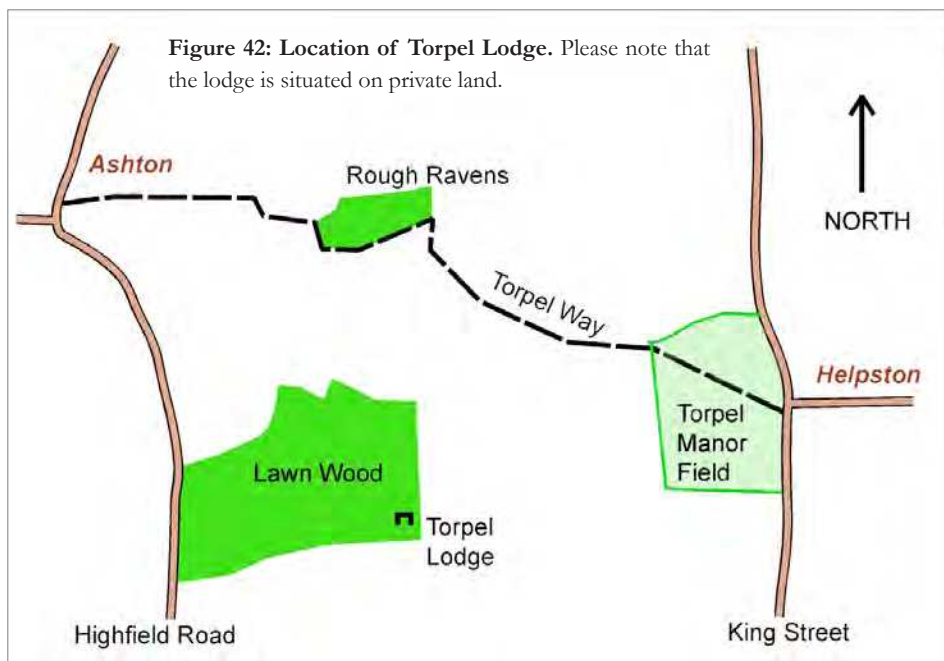 Figure 42: Location of Torpel Lodge. Please note that
the lodge is situated on private land.
Ashton
Rough Ravens
NORTH
Torpel Way
Helpston
Torpel
Manor
Field
Lawn Wood
Torpel
Lodge
Highfield Road
King Street